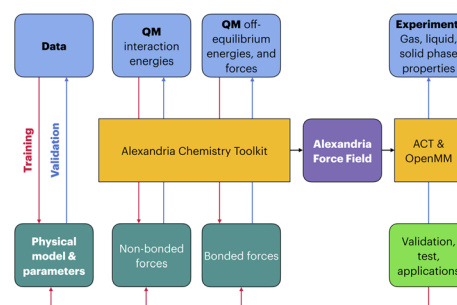 Data
QM
interaction
energies
QM off-
equilibrium
energies, and
forces
Experiment
Gas, liquid,
solid phase
properties
Training
Validation
Alexandria Chemistry Toolkit
Alexandria
Force Field
ACT &
OpenMM
Physical
model &
parameters
Non-bonded
forces
Bonded forces
Validation,
test,
applications